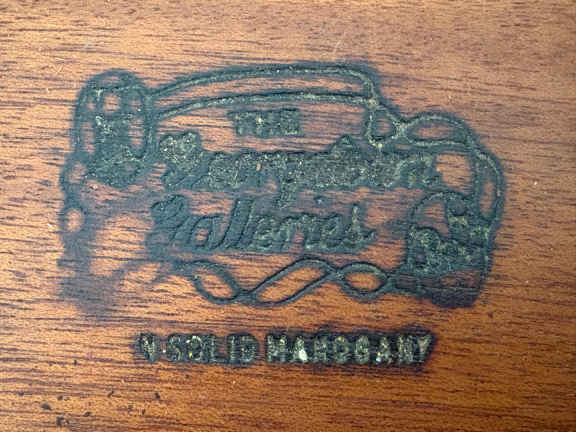 THE
Georgetown
Galleries
SOLID MAHOGANY